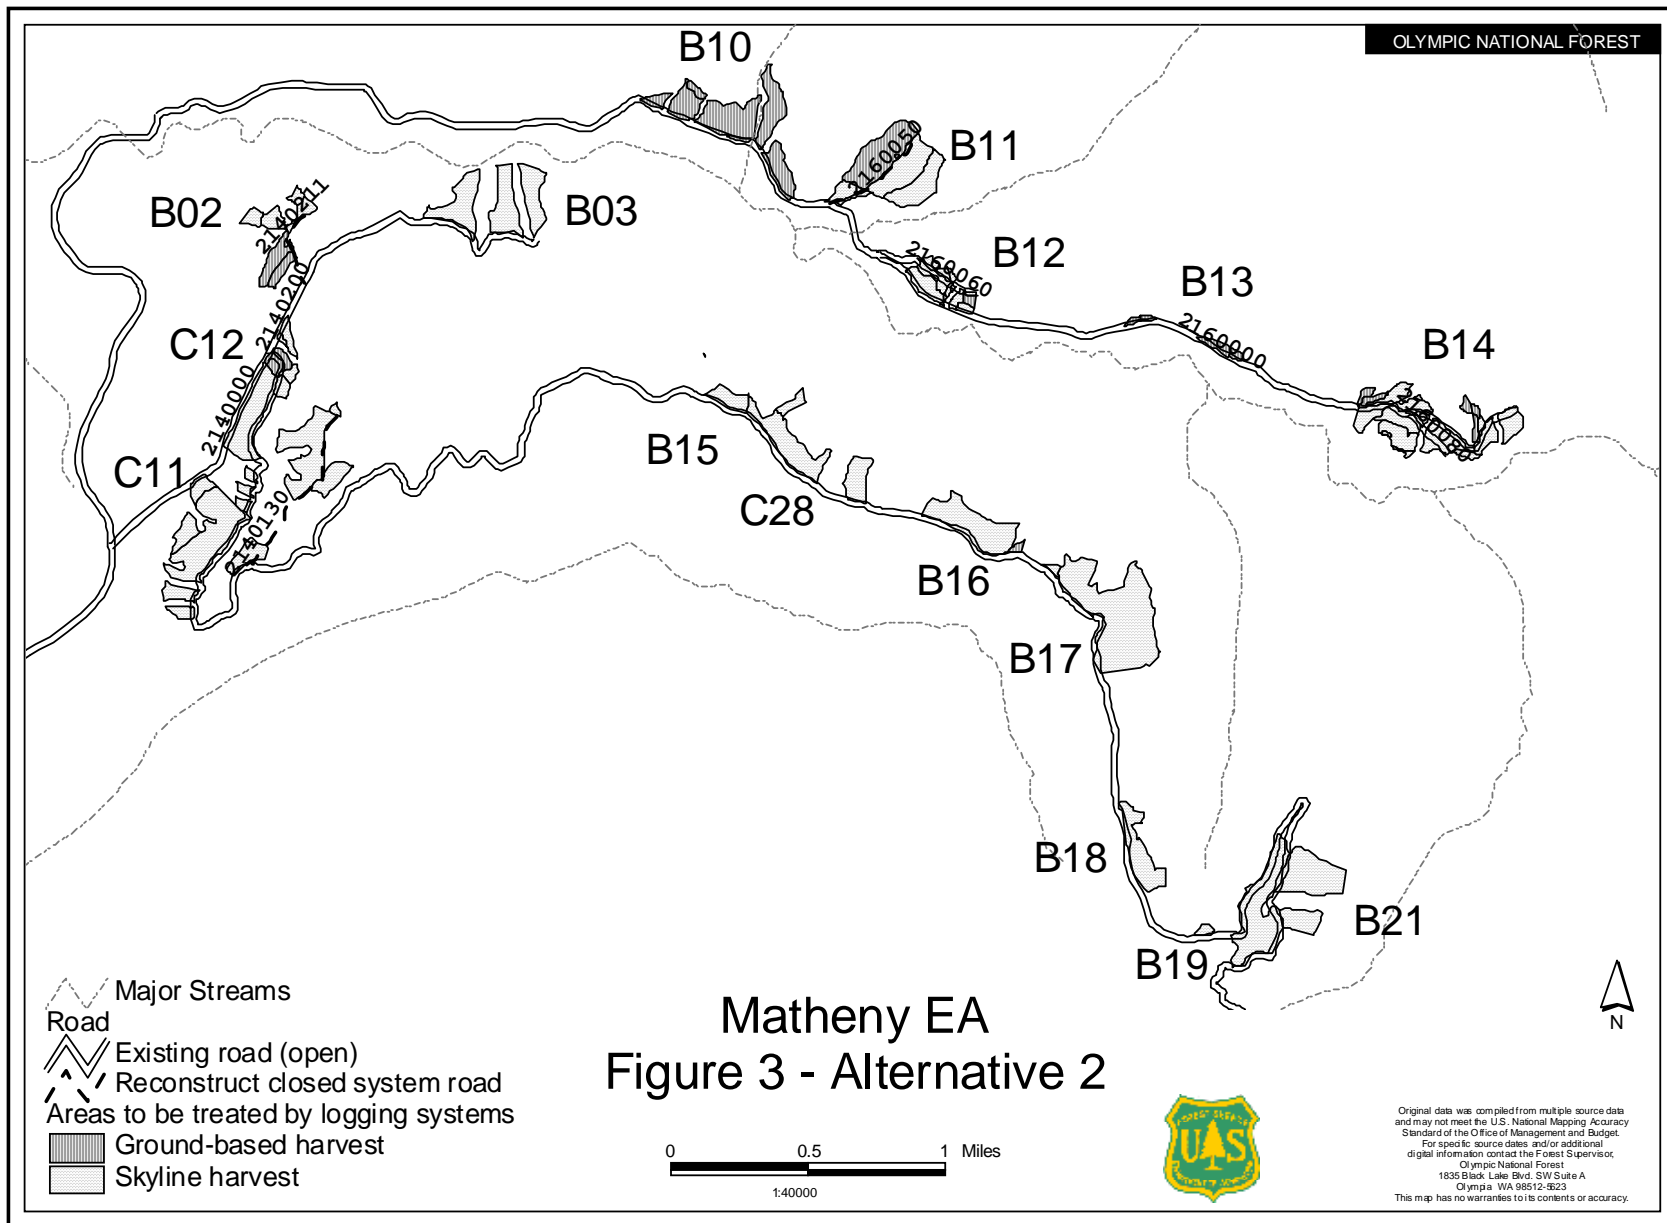 OLYMPIC NATIONAL FOREST
B10
B11
2160050
B02
2140211
B03
B12
2160060
B13
2160000
2140200
C12
B14
2140000
B15
C11
C28
2140130
B16
B17
B18
B21
B19
Major Streams
Road
Existing road (open)
Reconstruct closed system road
Areas to be treated by logging systems
Ground-based harvest
Skyline harvest
Matheny EA
Figure 3 - Alternative 2
0 0.5 1 Miles
1:40000
FOREST SERVICE
U S
N
Original data was compiled from multiple source data
and may not meet the U.S. National Mapping Accuracy
Standard of the Office of Management and Budget.
For specific source dates and/or additional
digital information contact the Forest Supervisor,
Olympic National Forest
1835 Black Lake Blvd. SW Suite A
Olympia WA 98512-5623
This map has no warranties to its contents or accuracy.